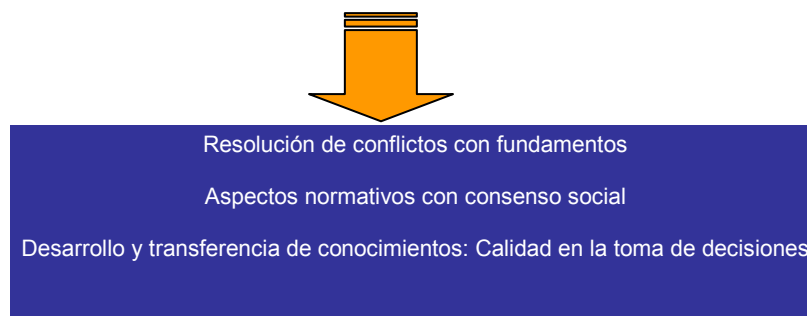 Resolución de conflictos con fundamentos
Aspectos normativos con consenso social
Desarrollo y transferencia de conocimientos: Calidad en la toma de decisiones